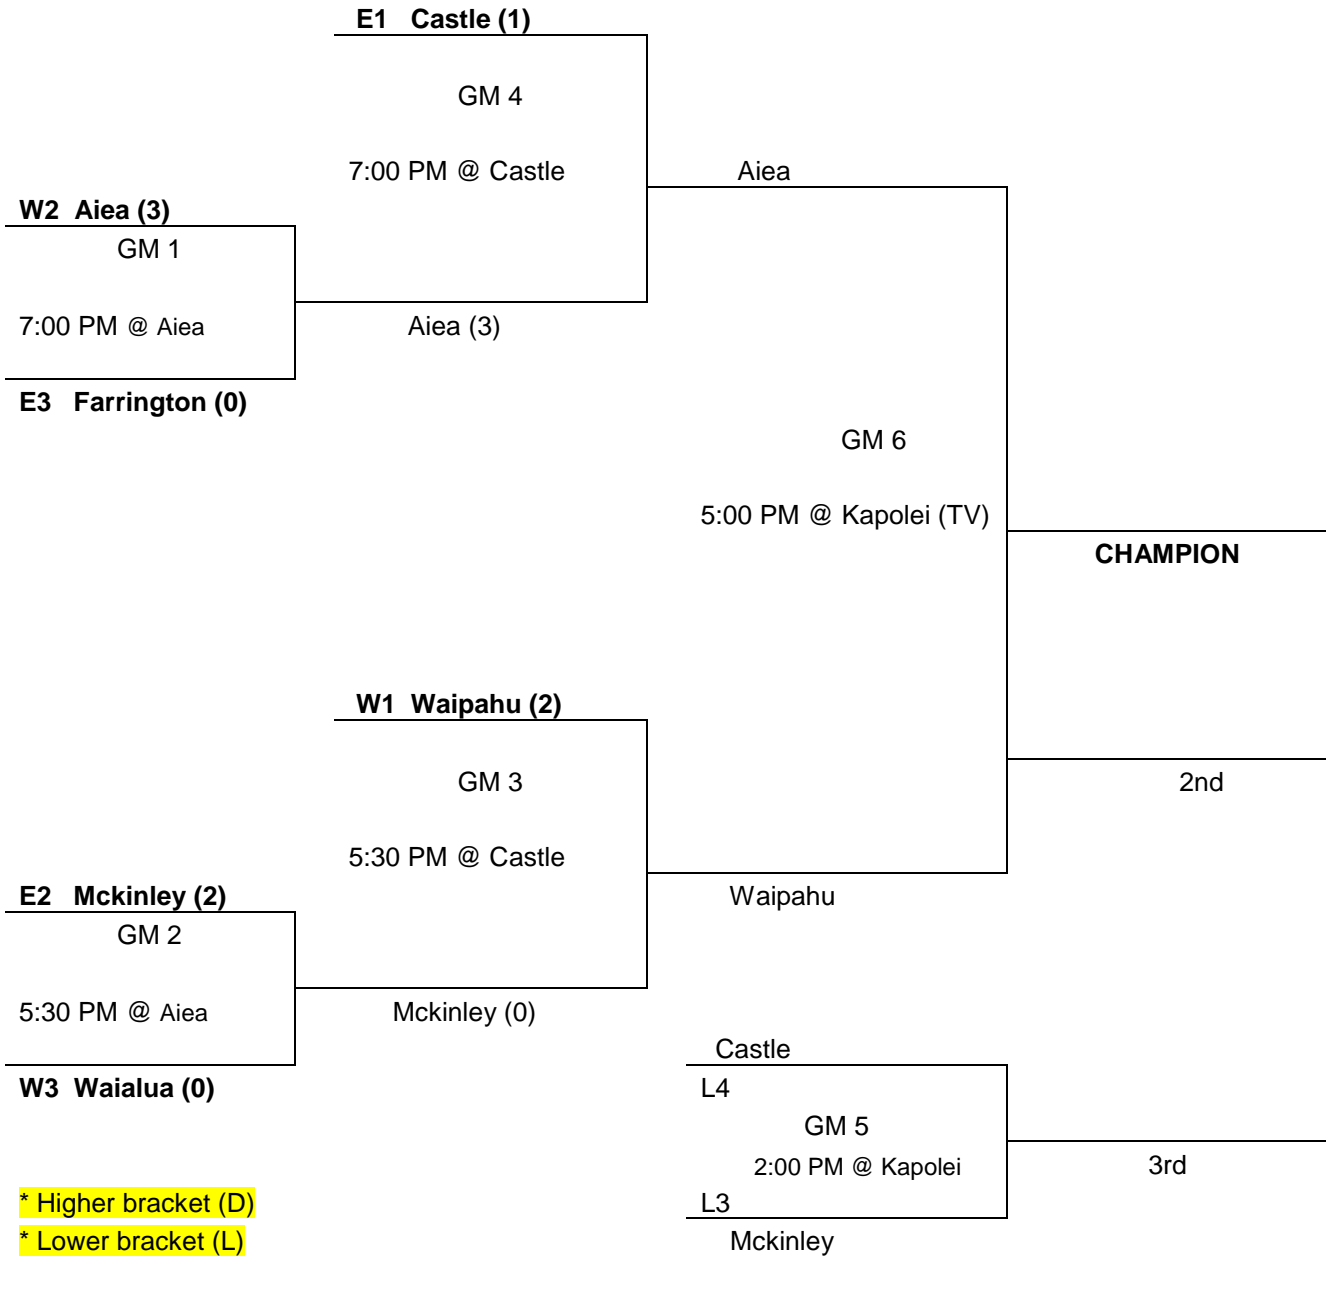 E1 Castle (1)
GM 4
7:00 PM @ Castle
Aiea
W2 Aiea (3)
GM 1
7:00 PM @ Aiea
Aiea (3)
E3 Farrington (0)
GM 6
5:00 PM @ Kapolei (TV)
CHAMPION
W1 Waipahu (2)
GM 3
2nd
5:30 PM @ Castle
E2 Mckinley (2)
Waipahu
GM 2
5:30 PM @ Aiea
Mckinley (0)
Castle
W3 Waialua (0)
L4
GM 5
2:00 PM @ Kapolei
3rd
* Higher bracket (D)
L3
* Lower bracket (L)
Mckinley